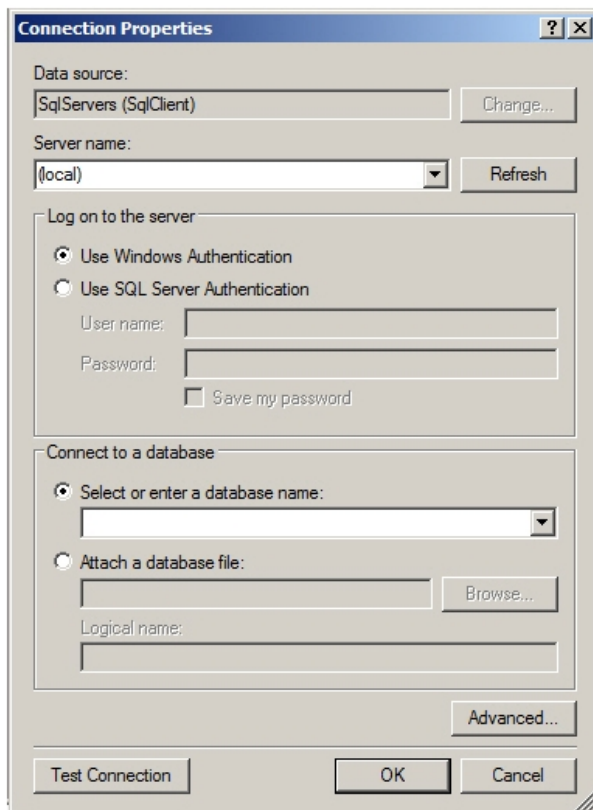 Connection Properties
Data source:
SqlServers (SqlClient)
Change...
Server name:
(local)
Refresh
Log on to the server
Use Windows Authentication
Use SQL Server Authentication
User name:
Password:
Save my password
Connect to a database
Select or enter a database name:
Attach a database file:
Browse...
Logical name:
Advanced...
Test Connection
OK
Cancel